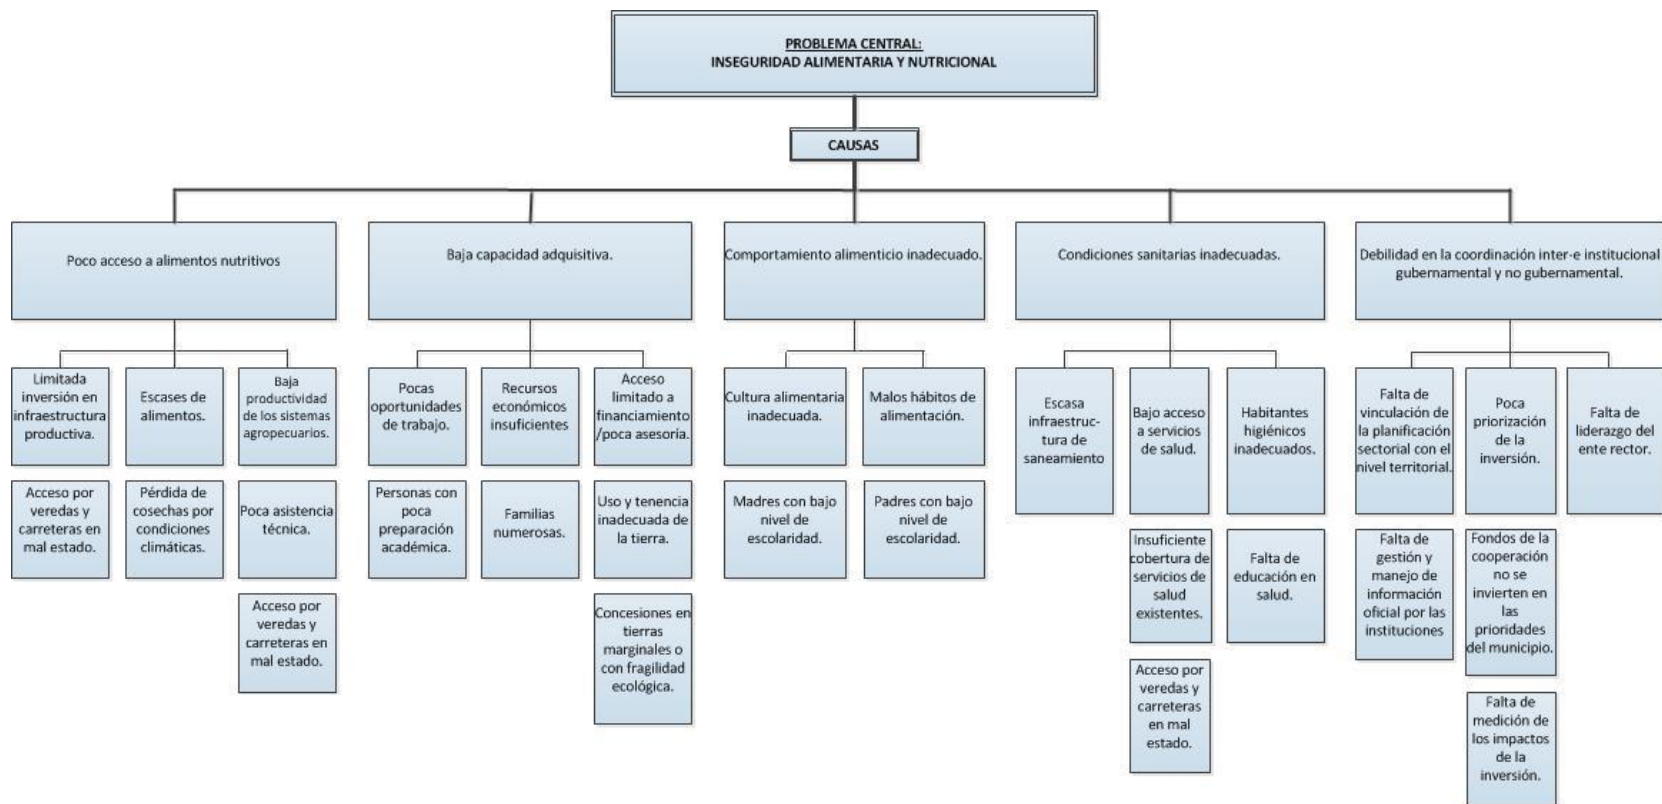 PROBLEMA CENTRAL:
INSEGURIDAD ALIMENTARIA Y NUTRICIONAL
CAUSAS
Poco acceso a alimentos nutritivos
Baja capacidad adquisitiva.
Comportamiento alimenticio inadecuado.
Condiciones sanitarias inadecuadas.
Debilidad en la coordinación inter-e institucional
gubernamental y no gubernamental.
Limitada
inversión en
infraestructura
productiva.
Escases de
alimentos.
Baja
productividad
de los sistemas
agropecuarios.
Pocas
oportunidades
de trabajo.
Recursos
económicos
insuficientes
Acceso
limitado a
financiamiento
/poca asesoría.
Cultura alimentaria
inadecuada.
Malos hábitos de
alimentación.
Escasa
infraestruc-
tura de
saneamiento
Bajo acceso
a servicios
de salud.
Habitantes
higiénicos
inadecuados.
Falta de
vinculación de
la planificación
sectorial con el
nivel territorial.
Poca
priorización
de la
inversión.
Falta de
liderazgo del
ente rector.
Acceso por
veredas y
carreteras en
mal estado.
Pérdida de
cosechas por
condiciones
climáticas.
Poca asistencia
técnica.
Personas con
poca
preparación
académica.
Familias
numerosas.
Uso y tenencia
inadecuada de
la tierra.
Madres con bajo
nivel de
escolaridad.
Padres con bajo
nivel de
escolaridad.
Insuficiente
cobertura de
servicios de
salud
existentes.
Falta de
educación en
salud.
Falta de
gestión y
manejo de
información
oficial por las
instituciones
Fondos de la
cooperación
no se
invierten en
las
prioridades
del municipio.
Acceso por
veredas y
carreteras en
mal estado.
Concesiones en
tierras
marginales o
con fragilidad
ecológica.
Acceso por
veredas y
carreteras
en mal
estado.
Falta de
medición de
los impactos
de la
inversión.